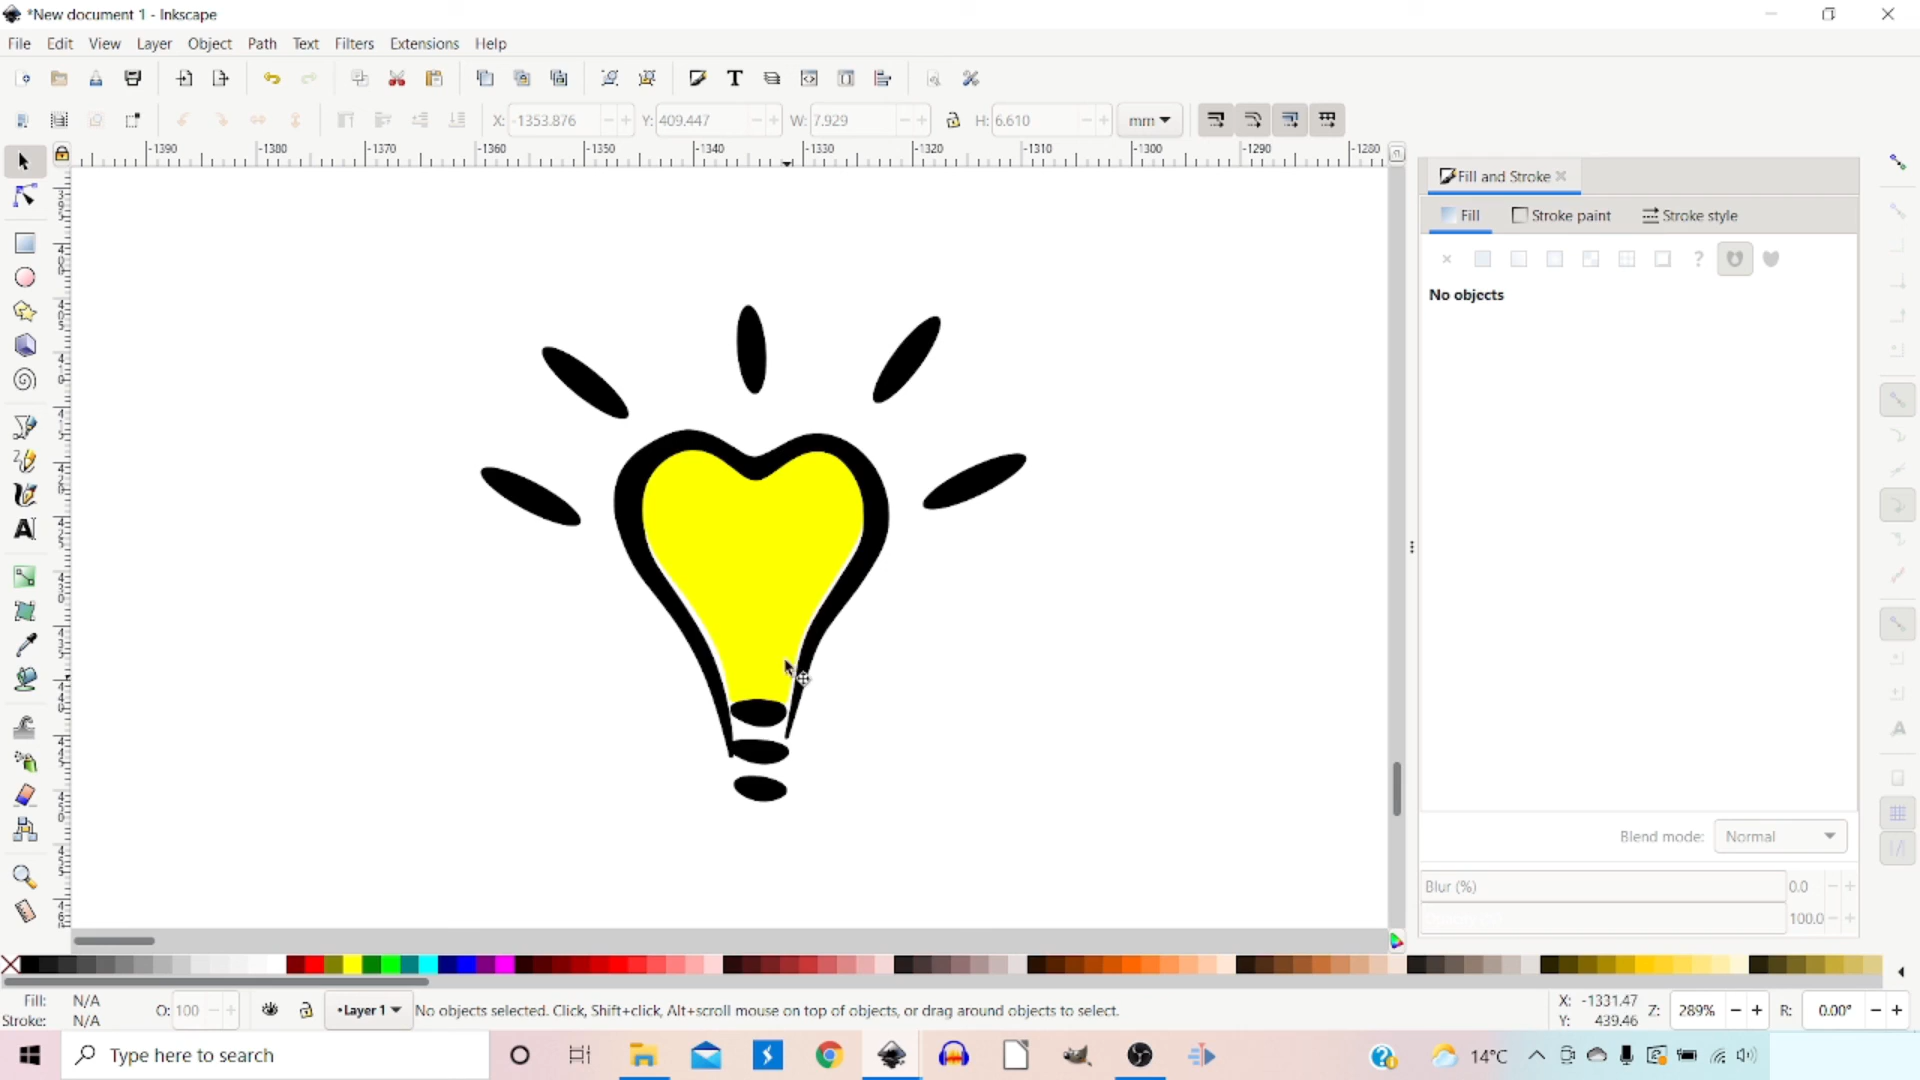 *New document 1 - Inkscape
File Edit View Layer Object Path Text Filters Extensions Help
X: -1353.876 Y: 409.447 W: 7.929 H: 6.610 mm
-1390 -1380 -1370 -1360 -1350 -1340 -1330 -1320 -1310 -1300 -1290 -1280
Fill and Stroke
Fill Stroke paint Stroke style
No objects
Blend mode: Normal
Blur (%) 0.0
100.0
Fill: N/A
Stroke: N/A
O: 100
•Layer 1
No objects selected. Click, Shift+click, Alt+scroll mouse on top of objects, or drag around objects to select.
X: -1331.47
Y: 439.46
Z: 289% R: 0.00°
Type here to search
14°C